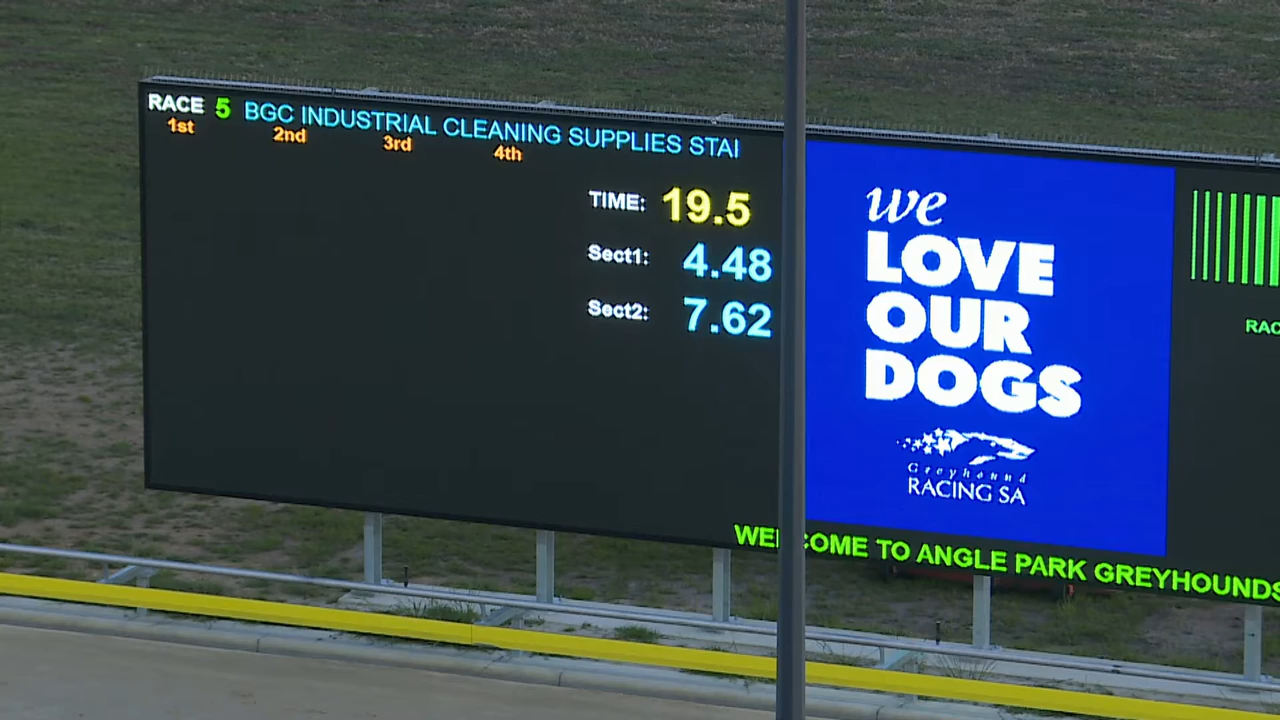 RACE 5 BGC INDUSTRIAL CLEANING SUPPLIES STAI
1st 2nd 3rd 4th
TIME: 19.5
Sect1: 4.48
Sect2: 7.62
we
LOVE
OUR
DOGS
Greyhound
RACING SA
RAC
WELCOME TO ANGLE PARK GREYHOUNDS